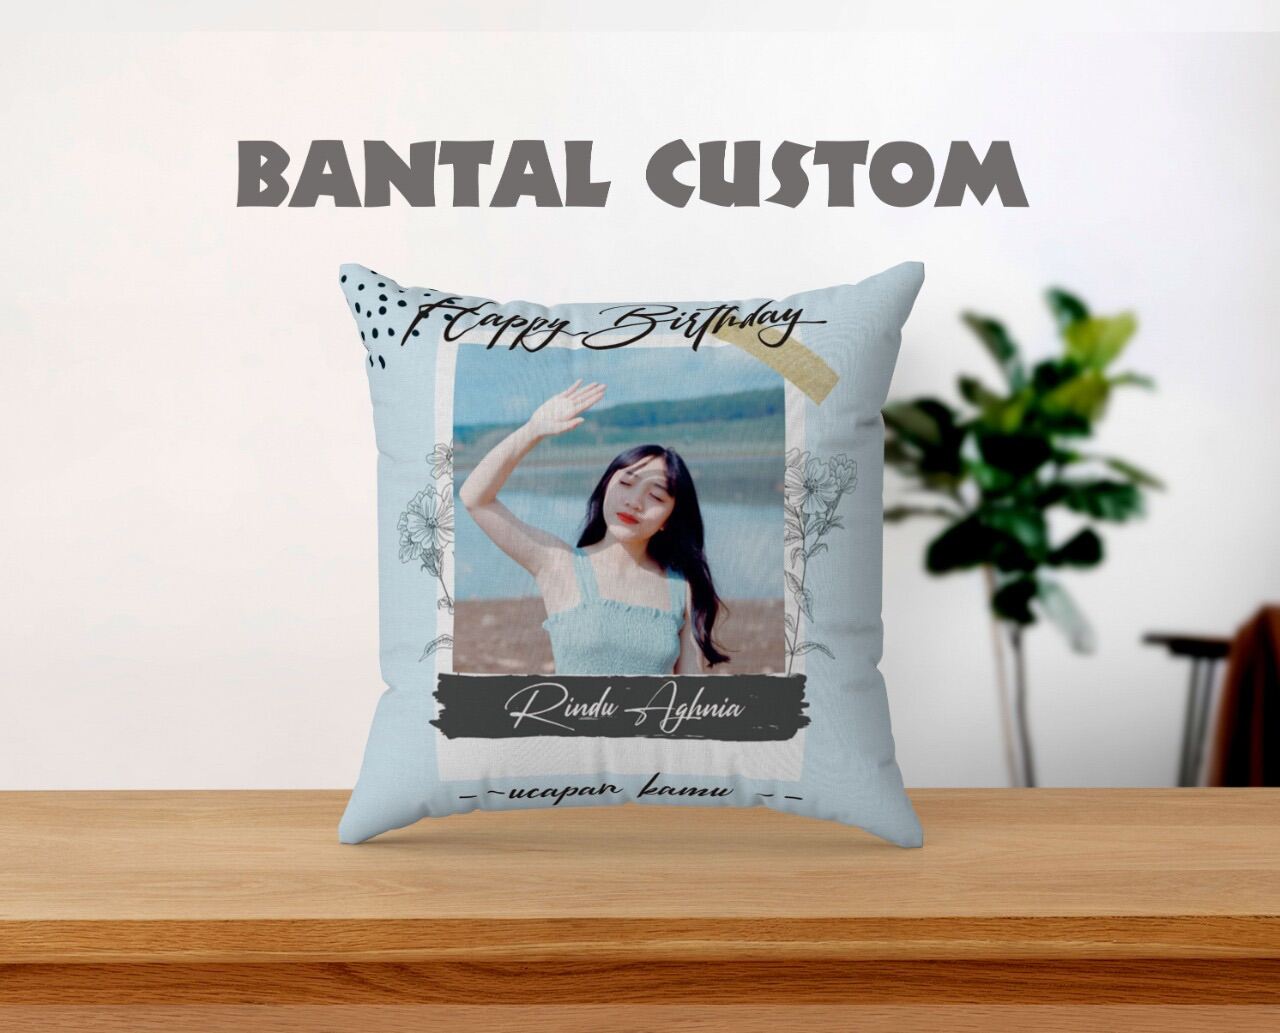 BANTAL CUSTOM
Happy Birthday
Rindu Aghnia
- ~ucapan kamu ~ - -